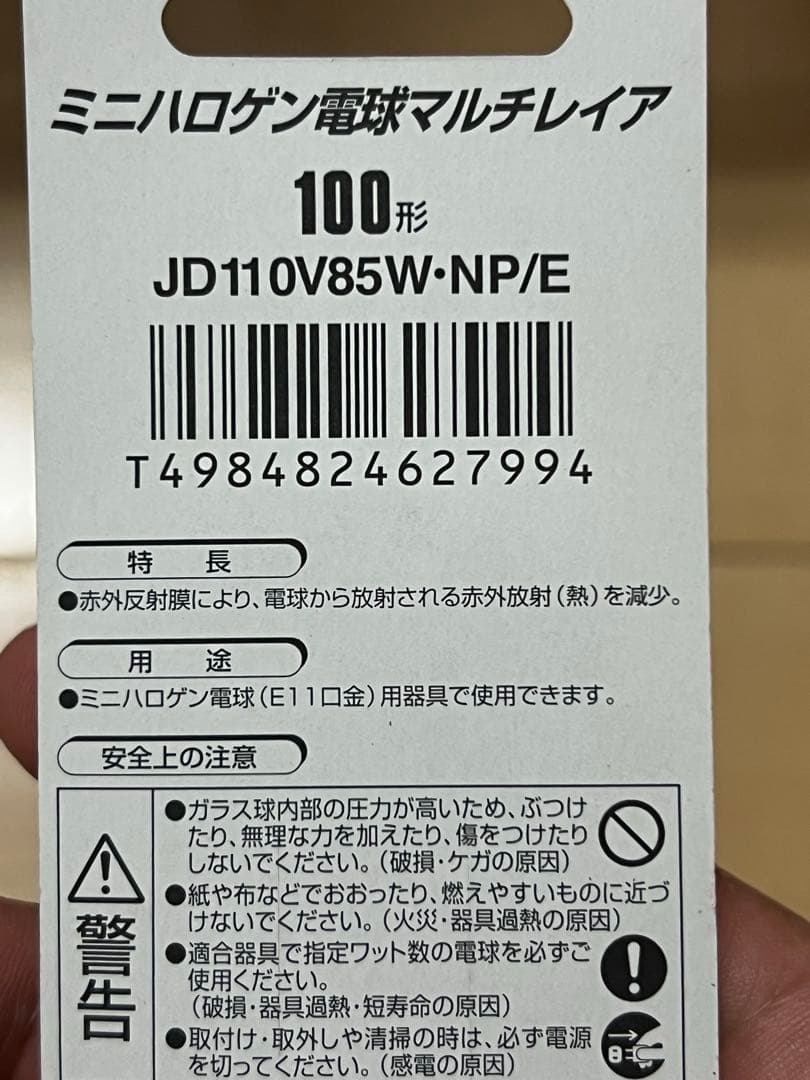 ミニハロゲン電球マルチレイア
100形
JD110V85W・NP/E
T4984824627994
特　長
●赤外反射膜により、電球から放射される赤外放射（熱）を減少。
用　途
●ミニハロゲン電球（E11口金）用器具で使用できます。
安全上の注意
警告
●ガラス球内部の圧力が高いため、ぶつけ
たり、無理な力を加えたり、傷をつけたり
しないでください。（破損・ケガの原因）
●紙や布などでおおったり、燃えやすいものに近づ
けないでください。（火災・器具過熱の原因）
●適合器具で指定ワット数の電球を必ずご
使用ください。
（破損・器具過熱・短寿命の原因）
●取付け・取外しや清掃の時は、必ず電源
を切ってください。（感電の原因）